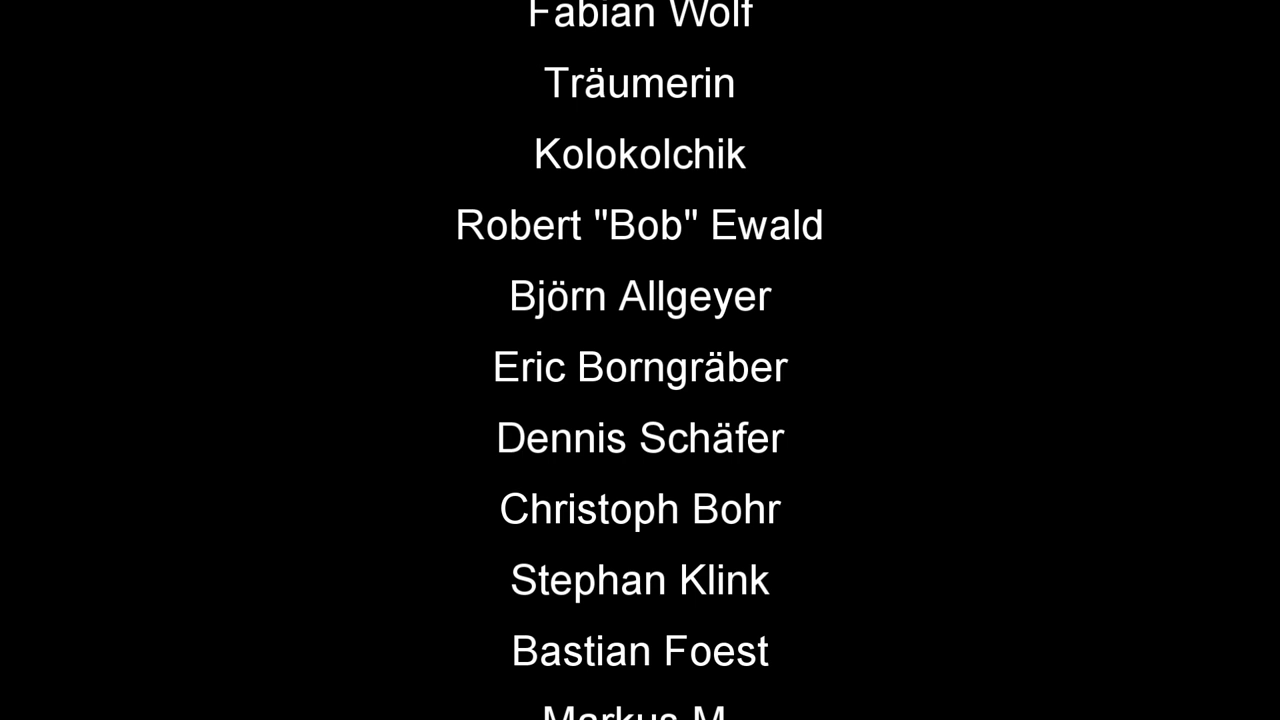 Fabian Wolf
Träumerin
Kolokolchik
Robert "Bob" Ewald
Björn Allgeyer
Eric Borngräber
Dennis Schäfer
Christoph Bohr
Stephan Klink
Bastian Foest
Markus M